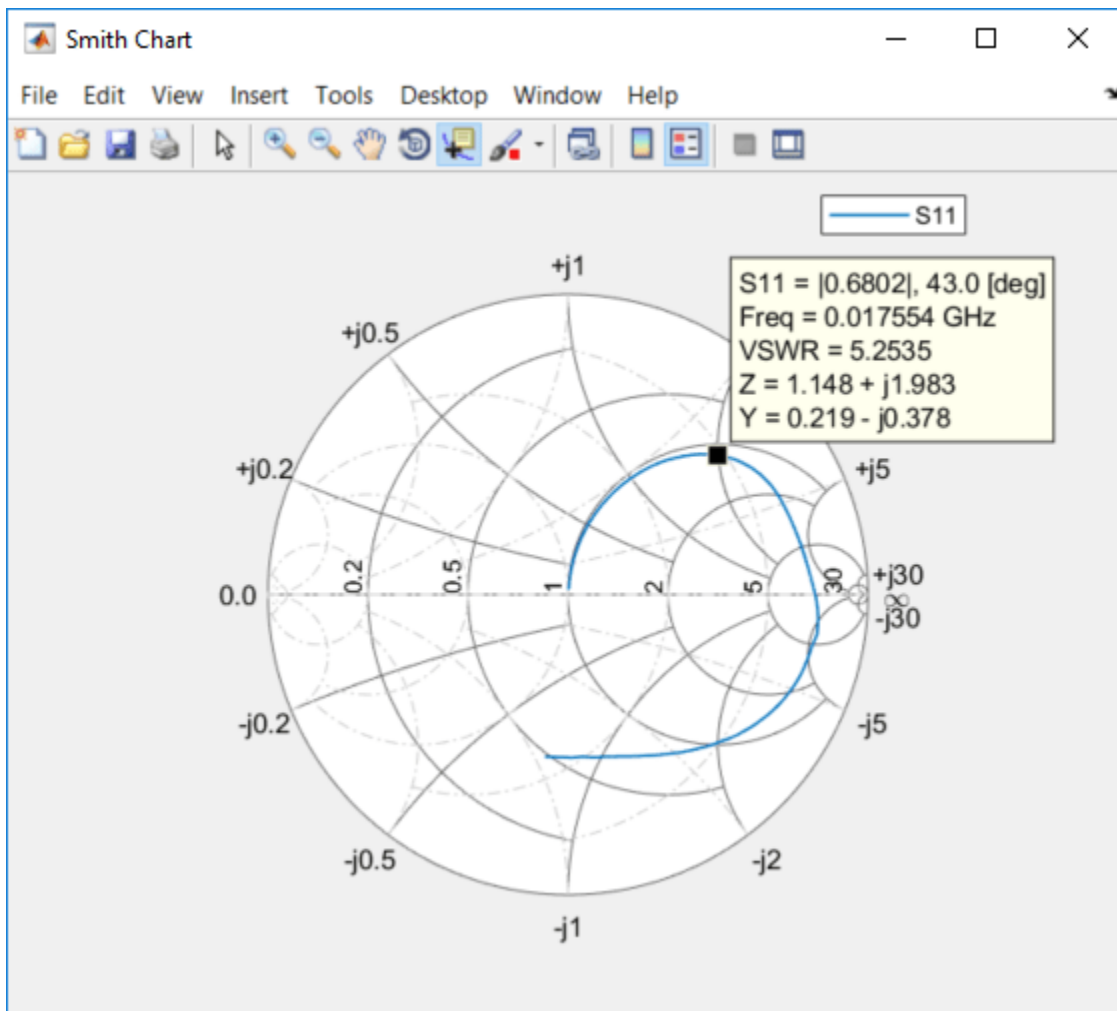 Smith Chart
File Edit View Insert Tools Desktop Window Help
S11
+j1
S11 = |0.6802|, 43.0 [deg]
Freq = 0.017554 GHz
VSWR = 5.2535
Z = 1.148 + j1.983
Y = 0.219 - j0.378
+j0.5
+j0.2
+j5
0.0
0.2
0.5
1
2
5
30
+j30
∞
-j30
-j0.2
-j5
-j0.5
-j2
-j1